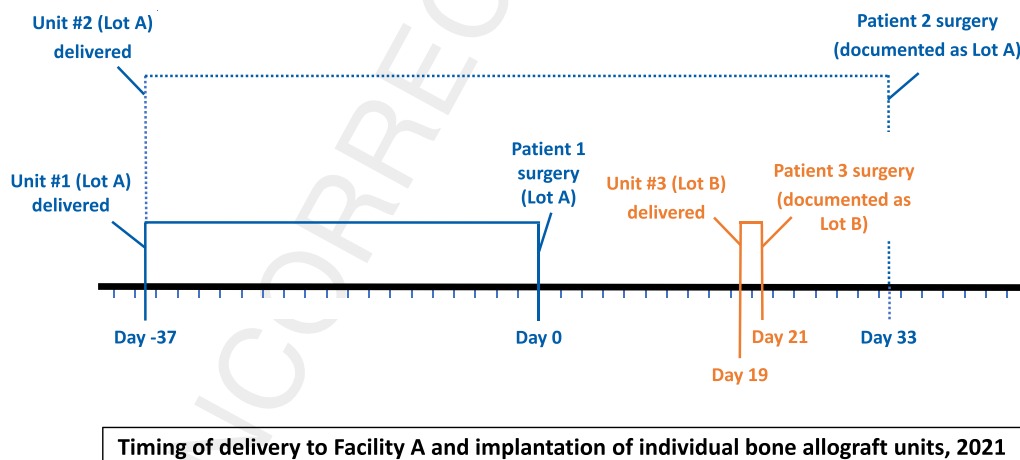 Unit #2 (Lot A)
delivered
Patient 2 surgery
(documented as Lot A)
Unit #1 (Lot A)
delivered
Patient 1
surgery
(Lot A)
Unit #3 (Lot B)
delivered
Patient 3 surgery
(documented as
Lot B)
Day -37
Day 0
Day 21
Day 33
Day 19
Timing of delivery to Facility A and implantation of individual bone allograft units, 2021
NCORREC